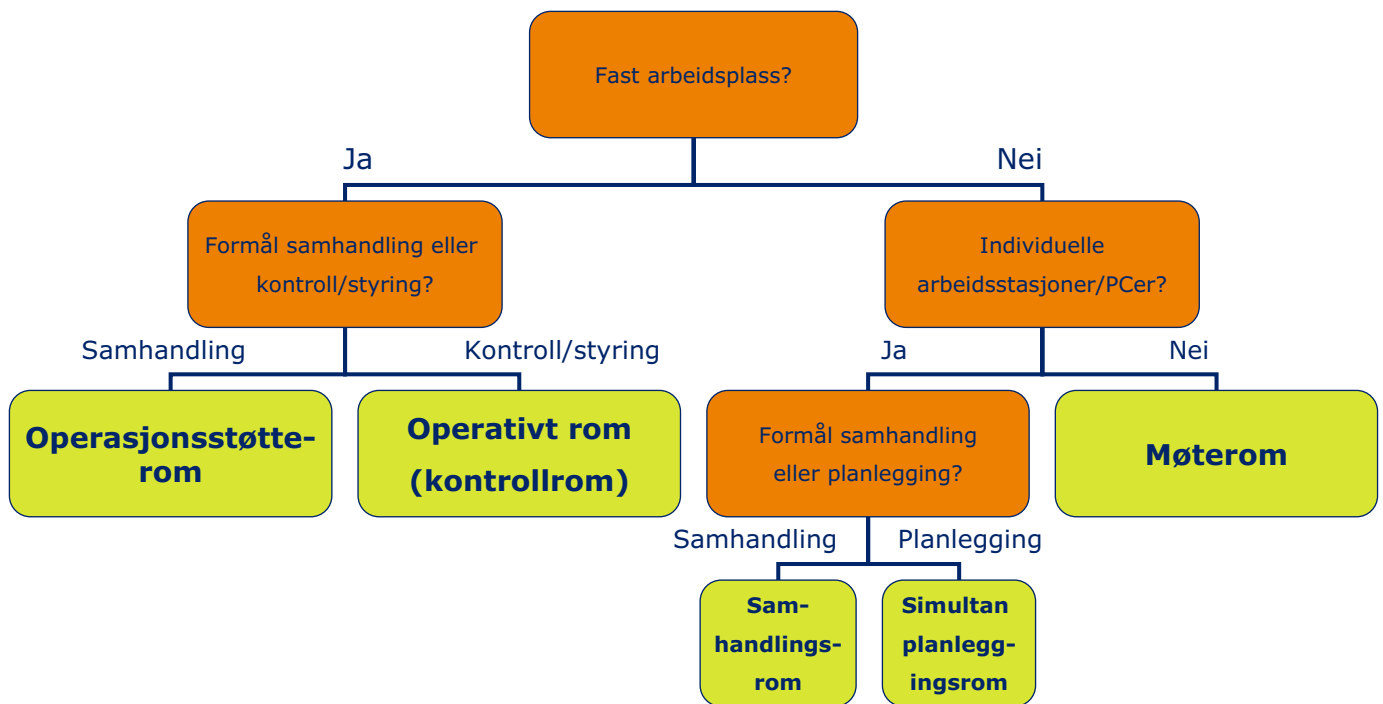 Fast arbeidsplass?
Ja
Nei
Formål samhandling eller
kontroll/styring?
Individuelle
arbeidsstasjoner/PCer?
Samhandling
Kontroll/styring
Ja
Nei
Operasjonsstøtte-
rom
Operativt rom
(kontrollrom)
Formål samhandling
eller planlegging?
Møterom
Samhandling
Planlegging
Sam-
handlings-
rom
Simultan
planlegg-
ingsrom